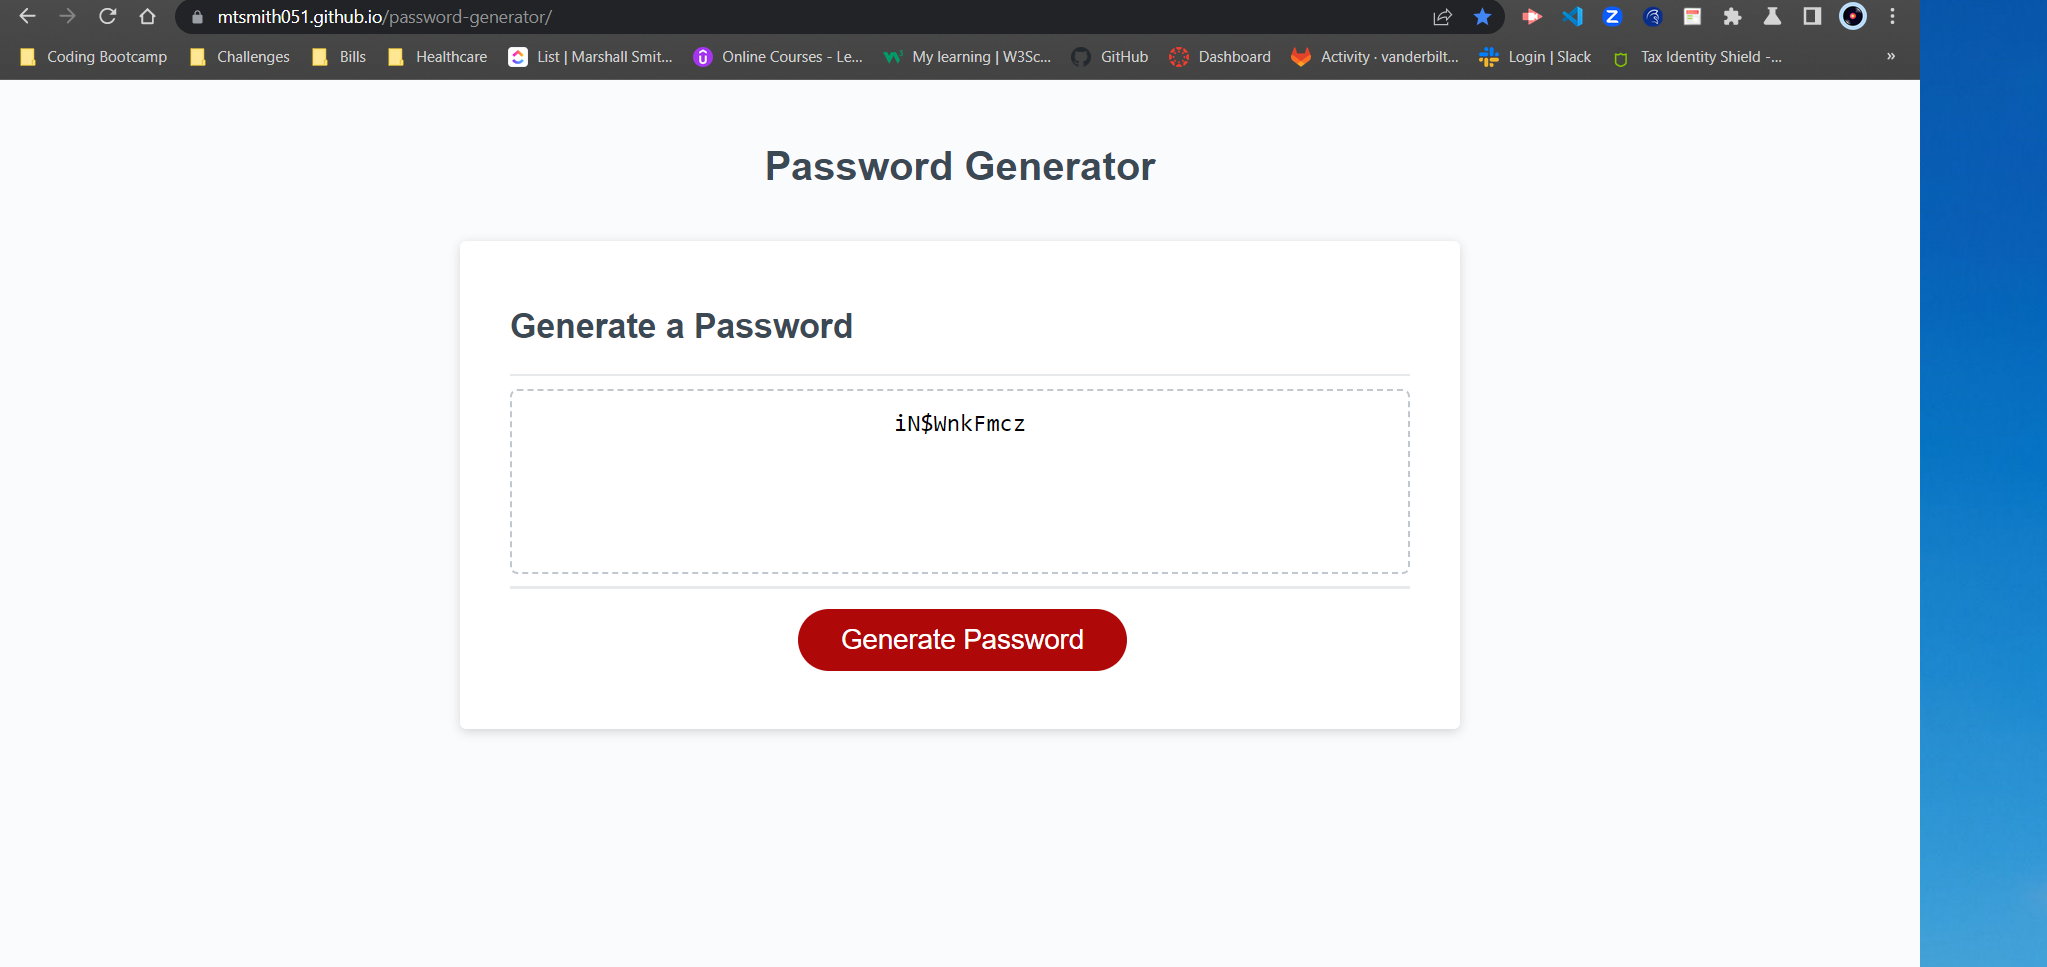 mtsmith051.github.io/password-generator/
Coding Bootcamp Challenges Bills Healthcare List | Marshall Smit... Online Courses - Le... My learning | W3Sc... GitHub Dashboard Activity · vanderbilt... Login | Slack Tax Identity Shield -... »
Password Generator
Generate a Password
iN$WnkFmcz
Generate Password